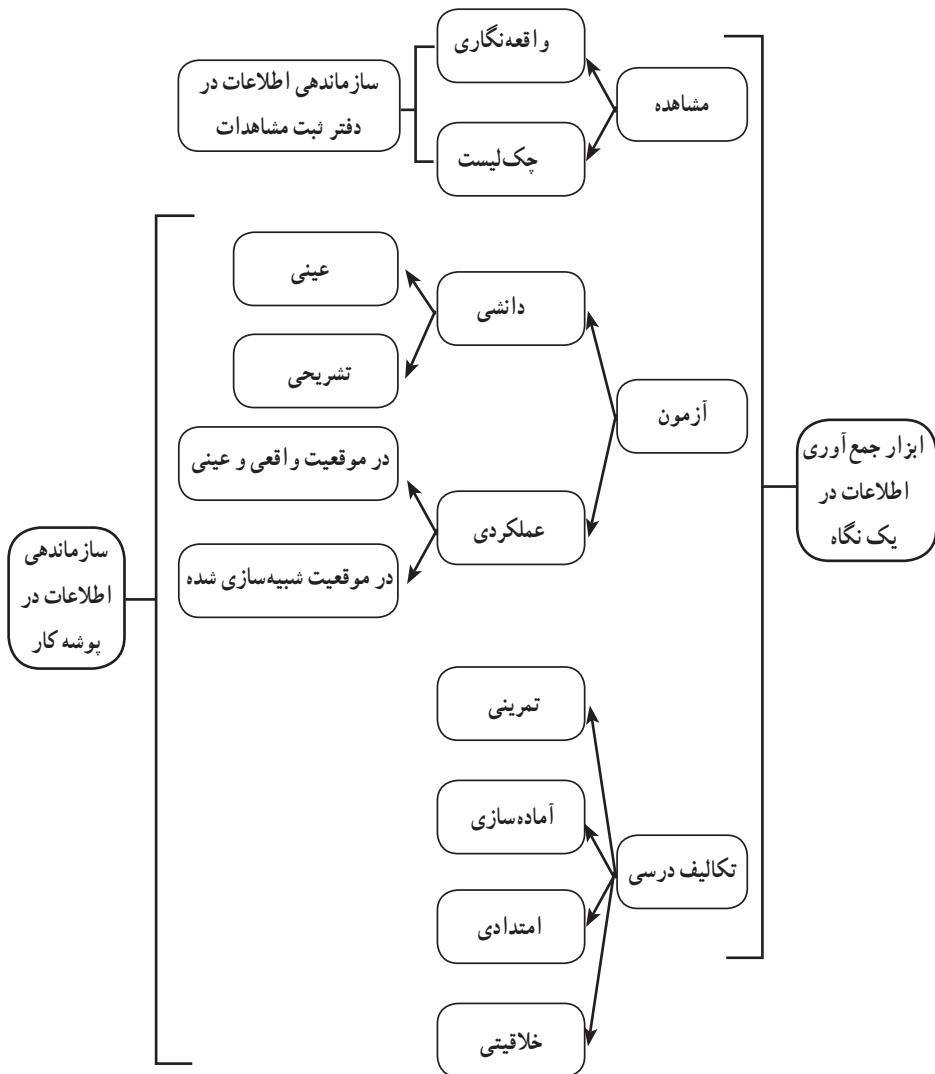 ابزار جمع‌آوری
اطلاعات در
یک نگاه
مشاهده
واقعه‌نگاری
چک‌لیست
سازماندهی اطلاعات در
دفتر ثبت مشاهدات
آزمون
دانشی
عینی
تشریحی
عملکردی
در موقعیت واقعی و عینی
در موقعیت شبیه‌سازی شده
تکالیف درسی
تمرینی
آماده‌سازی
امتدادی
خلاقیتی
سازماندهی
اطلاعات در
پوشه کار